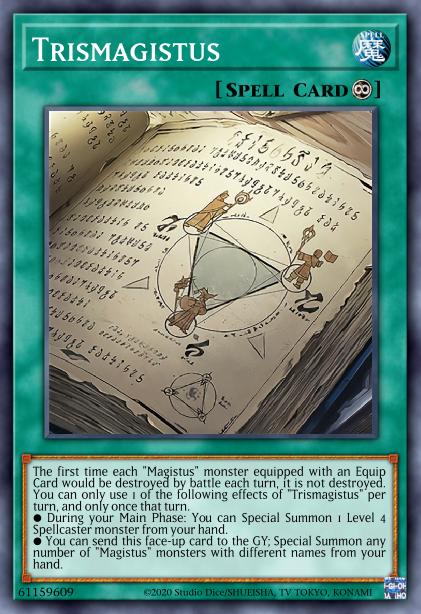 TRISMAGISTUS
SPELL
魔
[SPELL CARD]
The first time each "Magistus" monster equipped with an Equip
Card would be destroyed by battle each turn, it is not destroyed.
You can only use 1 of the following effects of "Trismagistus" per
turn, and only once that turn.
● During your Main Phase: You can Special Summon 1 Level 4
Spellcaster monster from your hand.
● You can send this face-up card to the GY; Special Summon any
number of "Magistus" monsters with different names from your
hand.
61159609
©2020 Studio Dice/SHUEISHA, TV TOKYO, KONAMI